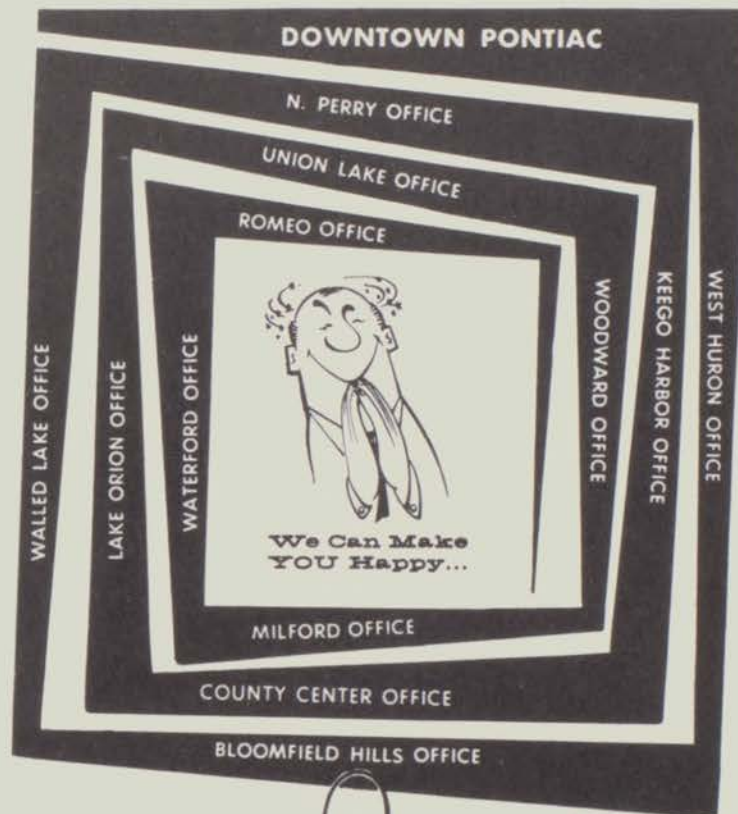 DOWNTOWN PONTIAC
N. PERRY OFFICE
UNION LAKE OFFICE
ROMEO OFFICE
WALLED LAKE OFFICE
LAKE ORION OFFICE
WATERFORD OFFICE
WOODWARD OFFICE
KEEGO HARBOR OFFICE
WEST HURON OFFICE
We Can Make
YOU Happy...
MILFORD OFFICE
COUNTY CENTER OFFICE
BLOOMFIELD HILLS OFFICE